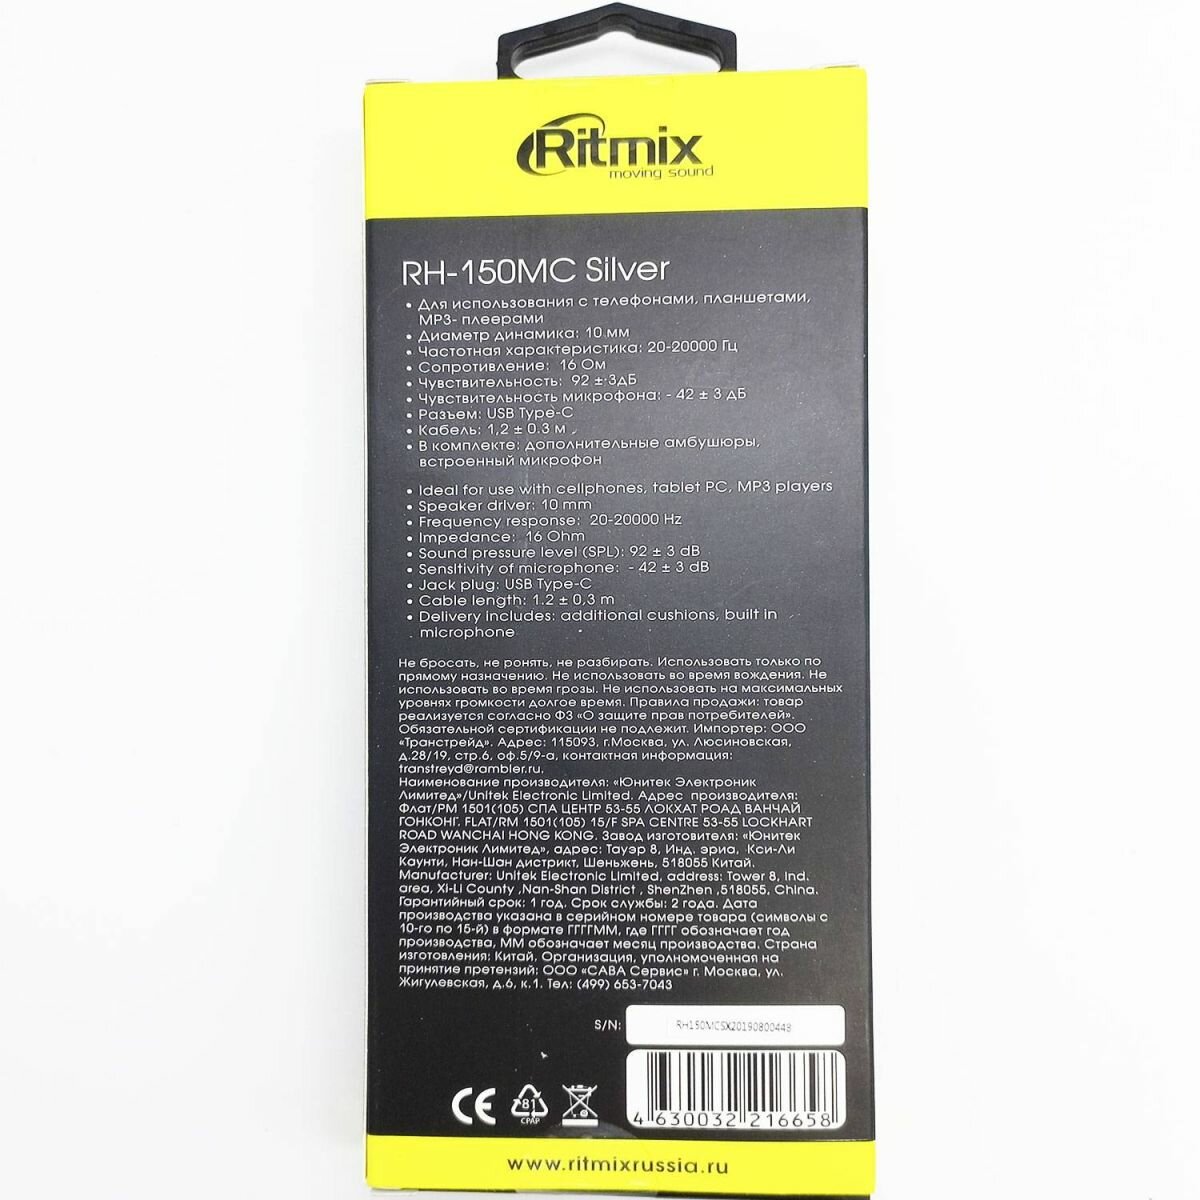 Ritmix
moving sound
RH-150MC Silver
• Для использования с телефонами, планшетами,
MP3- плеерами
• Диаметр динамика: 10 мм
• Частотная характеристика: 20-20000 Гц
• Сопротивление: 16 Ом
• Чувствительность: 92 ± 3дБ
• Чувствительность микрофона: - 42 ± 3 дБ
• Разъем: USB Type-C
• Кабель: 1,2 ± 0.3 м
• В комплекте: дополнительные амбушюры,
встроенный микрофон
• Ideal for use with cellphones, tablet PC, MP3 players
• Speaker driver: 10 mm
• Frequency response: 20-20000 Hz
• Impedance: 16 Ohm
• Sound pressure level (SPL): 92 ± 3 dB
• Sensitivity of microphone: - 42 ± 3 dB
• Jack plug: USB Type-C
• Cable length: 1.2 ± 0,3 m
• Delivery includes: additional cushions, built in
microphone
Не бросать, не ронять, не разбирать. Использовать только по
прямому назначению. Не использовать во время вождения. Не
использовать во время грозы. Не использовать на максимальных
уровнях громкости долгое время. Правила продажи: товар
реализуется согласно ФЗ «О защите прав потребителей».
Обязательной сертификации не подлежит. Импортер: ООО
«Транстрейд». Адрес: 115093, г.Москва, ул. Люсиновская,
д.28/19, стр.6, оф.5/9-а, контактная информация:
transtreyd@rambler.ru.
Наименование производителя: «Юнитек Электроник
Лимитед»/Unitek Electronic Limited. Адрес производителя:
Флат/РМ 1501(105) СПА ЦЕНТР 53-55 ЛОКХАТ РОАД ВАНЧАЙ
ГОНКОНГ. FLAT/RM 1501(105) 15/F SPA CENTRE 53-55 LOCKHART
ROAD WANCHAI HONG KONG. Завод изготовителя: «Юнитек
Электроник Лимитед», адрес: Тауэр 8, Инд. эриа, Кси-Ли
Каунти, Нан-Шан дистрикт, Шеньжень, 518055 Китай.
Manufacturer: Unitek Electronic Limited, address: Tower 8, Ind.
area, Xi-Li County ,Nan-Shan District , ShenZhen ,518055. China.
Гарантийный срок: 1 год. Срок службы: 2 года. Дата
производства указана в серийном номере товара (символы с
10-го по 15-й) в формате ГГГГММ, где ГГГГ обозначает год
производства, ММ обозначает месяц производства. Страна
изготовления: Китай. Организация, уполномоченная на
принятие претензий: ООО «САВА Сервис» г. Москва, ул.
Жигулевская, д.6, к.1. Тел: (499) 653-7043
S/N: RH150MCSX20190800448
CE 81
CPAP
4 630032 216658
www.ritmixrussia.ru